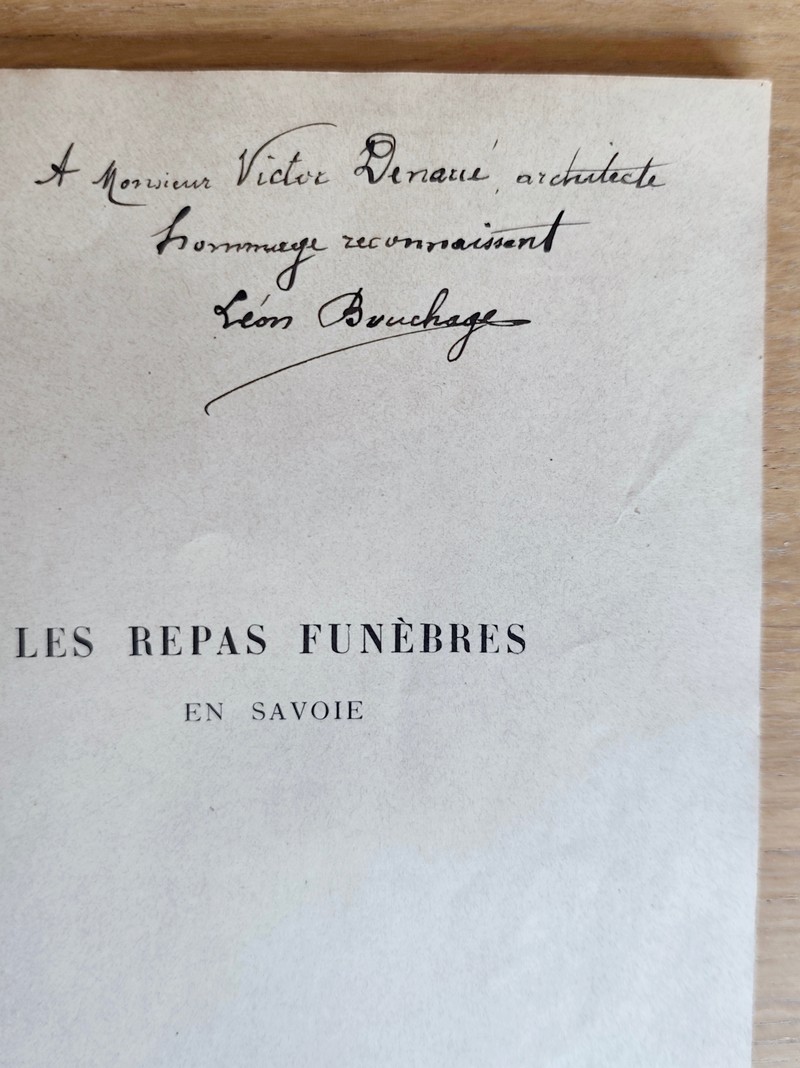 A Monsieur Victor Denarié, architecte
hommage reconnaissant
Léon Bouchage
LES REPAS FUNÈBRES
EN SAVOIE